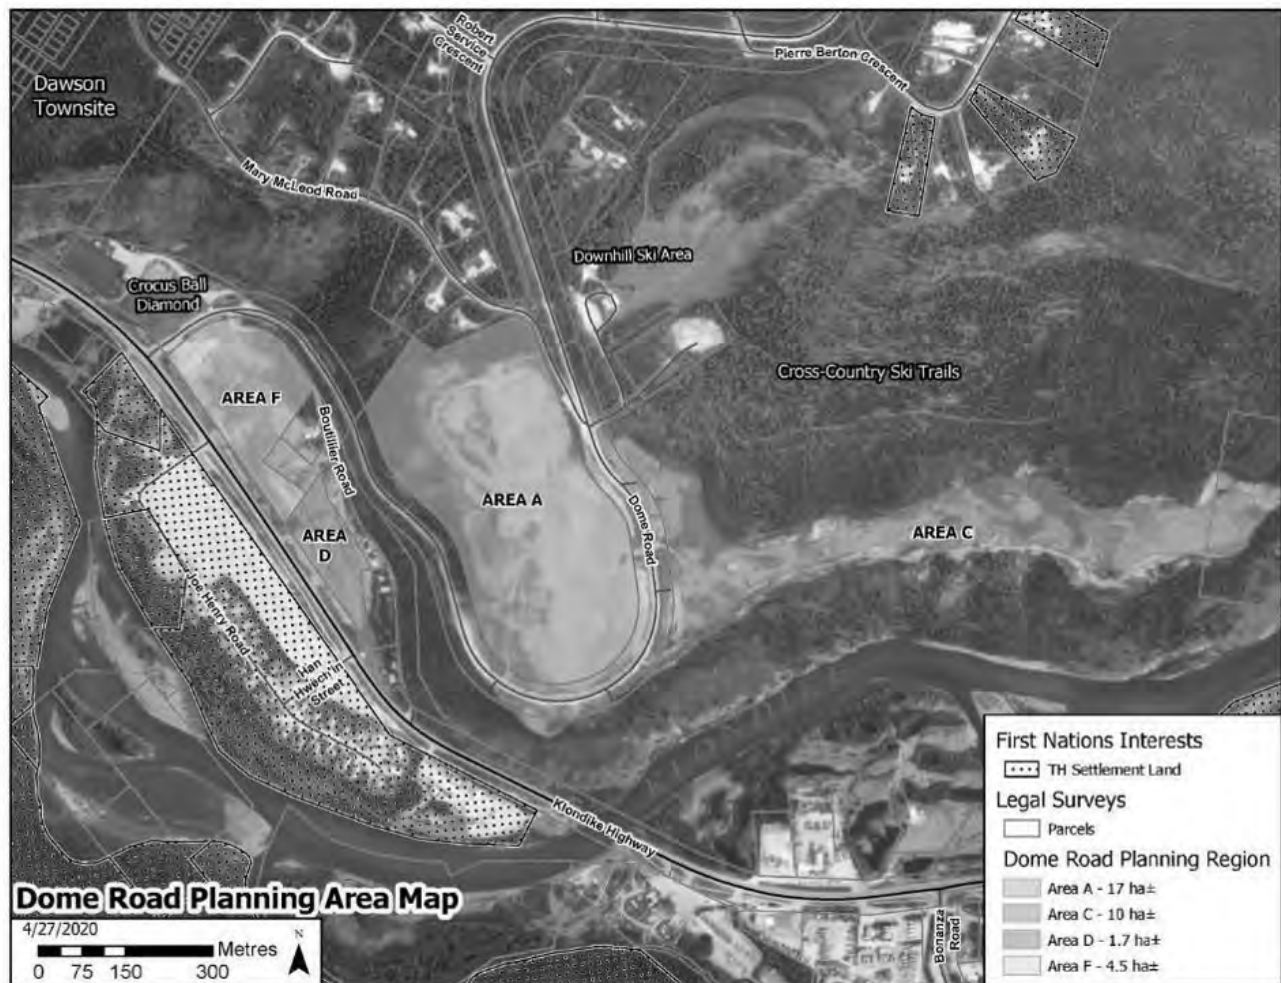 Robert
Service
Crescent
Pierre Berton Crescent
Dawson
Townsite
Mary McLeod Road
Downhill Ski Area
Crocus Ball
Diamond
Cross-Country Ski Trails
AREA F
Boutillier Road
AREA A
Dome Road
AREA C
AREA
D
Joe Henry Road
Han
Hwech'in
Street
Klondike Highway
Bonanza
Road
First Nations Interests
TH Settlement Land
Legal Surveys
Parcels
Dome Road Planning Region
Area A - 17 ha±
Area C - 10 ha±
Area D - 1.7 ha±
Area F - 4.5 ha±
Dome Road Planning Area Map
4/27/2020
N
Metres
0 75 150 300